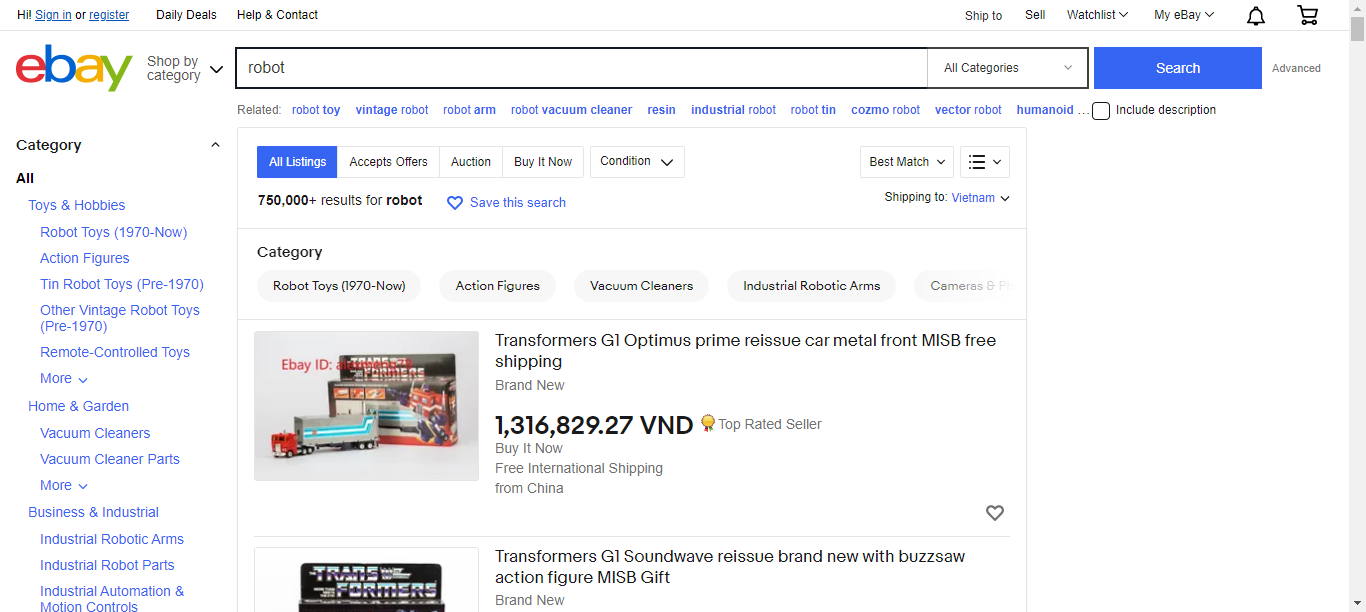 Hi! Sign in or register Daily Deals Help & Contact Ship to Sell Watchlist My eBay
ebay Shop by category robot All Categories Search Advanced
Related: robot toy vintage robot robot arm robot vacuum cleaner resin industrial robot robot tin cozmo robot vector robot humanoid ... Include description
Category
All
Toys & Hobbies
Robot Toys (1970-Now)
Action Figures
Tin Robot Toys (Pre-1970)
Other Vintage Robot Toys
(Pre-1970)
Remote-Controlled Toys
More
Home & Garden
Vacuum Cleaners
Vacuum Cleaner Parts
More
Business & Industrial
Industrial Robotic Arms
Industrial Robot Parts
Industrial Automation &
Motion Controls
All Listings Accepts Offers Auction Buy It Now Condition Best Match
750,000+ results for robot Save this search Shipping to: Vietnam
Category
Robot Toys (1970-Now) Action Figures Vacuum Cleaners Industrial Robotic Arms Cameras &
Ebay ID:
TRANSFORMERS
Transformers G1 Optimus prime reissue car metal front MISB free
shipping
Brand New
1,316,829.27 VND Top Rated Seller
Buy It Now
Free International Shipping
from China
TRANSFORMERS
Transformers G1 Soundwave reissue brand new with buzzsaw
action figure MISB Gift
Brand New